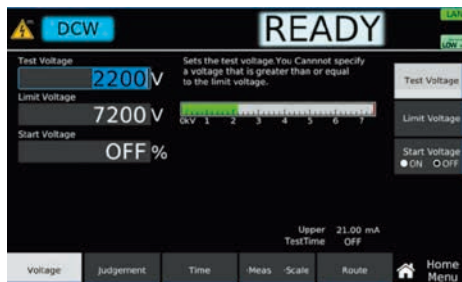 DCW
READY
LAN
LOW
Test Voltage
2200 V
Sets the test voltage.You Cannnot specify
a voltage that is greater than or equal
to the limit voltage.
Limit Voltage
7200 V
0kV 1 2 3 4 5 6 7
Start Voltage
OFF %
Upper 21.00 mA
TestTime OFF
Test Voltage
Limit Voltage
Start Voltage
ON OFF
Voltage
Judgement
Time
Meas Scale
Route
Home
Menu